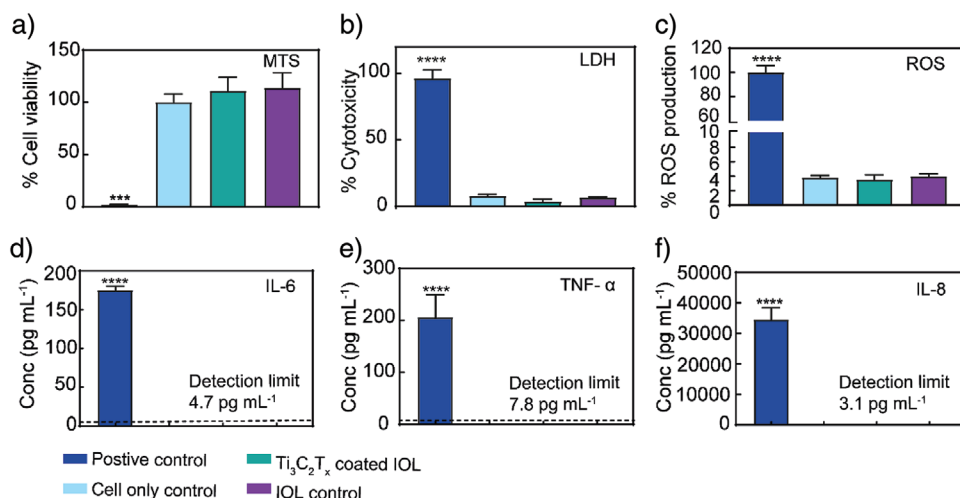 a)
% Cell viability
150
100
50
0
MTS
***
b)
% Cytotoxicity
100
50
0
LDH
****
c)
% ROS production
120
100
80
60
8
6
4
2
0
ROS
****
d)
Conc (pg mL⁻¹)
200
150
100
50
0
IL-6
****
Detection limit
4.7 pg mL⁻¹
e)
Conc (pg mL⁻¹)
300
200
100
0
TNF- α
****
Detection limit
7.8 pg mL⁻¹
f)
Conc (pg mL⁻¹)
50000
40000
30000
20000
10000
0
IL-8
****
Detection limit
3.1 pg mL⁻¹
Postive control
Ti₃C₂Tₓ coated IOL
Cell only control
IOL control